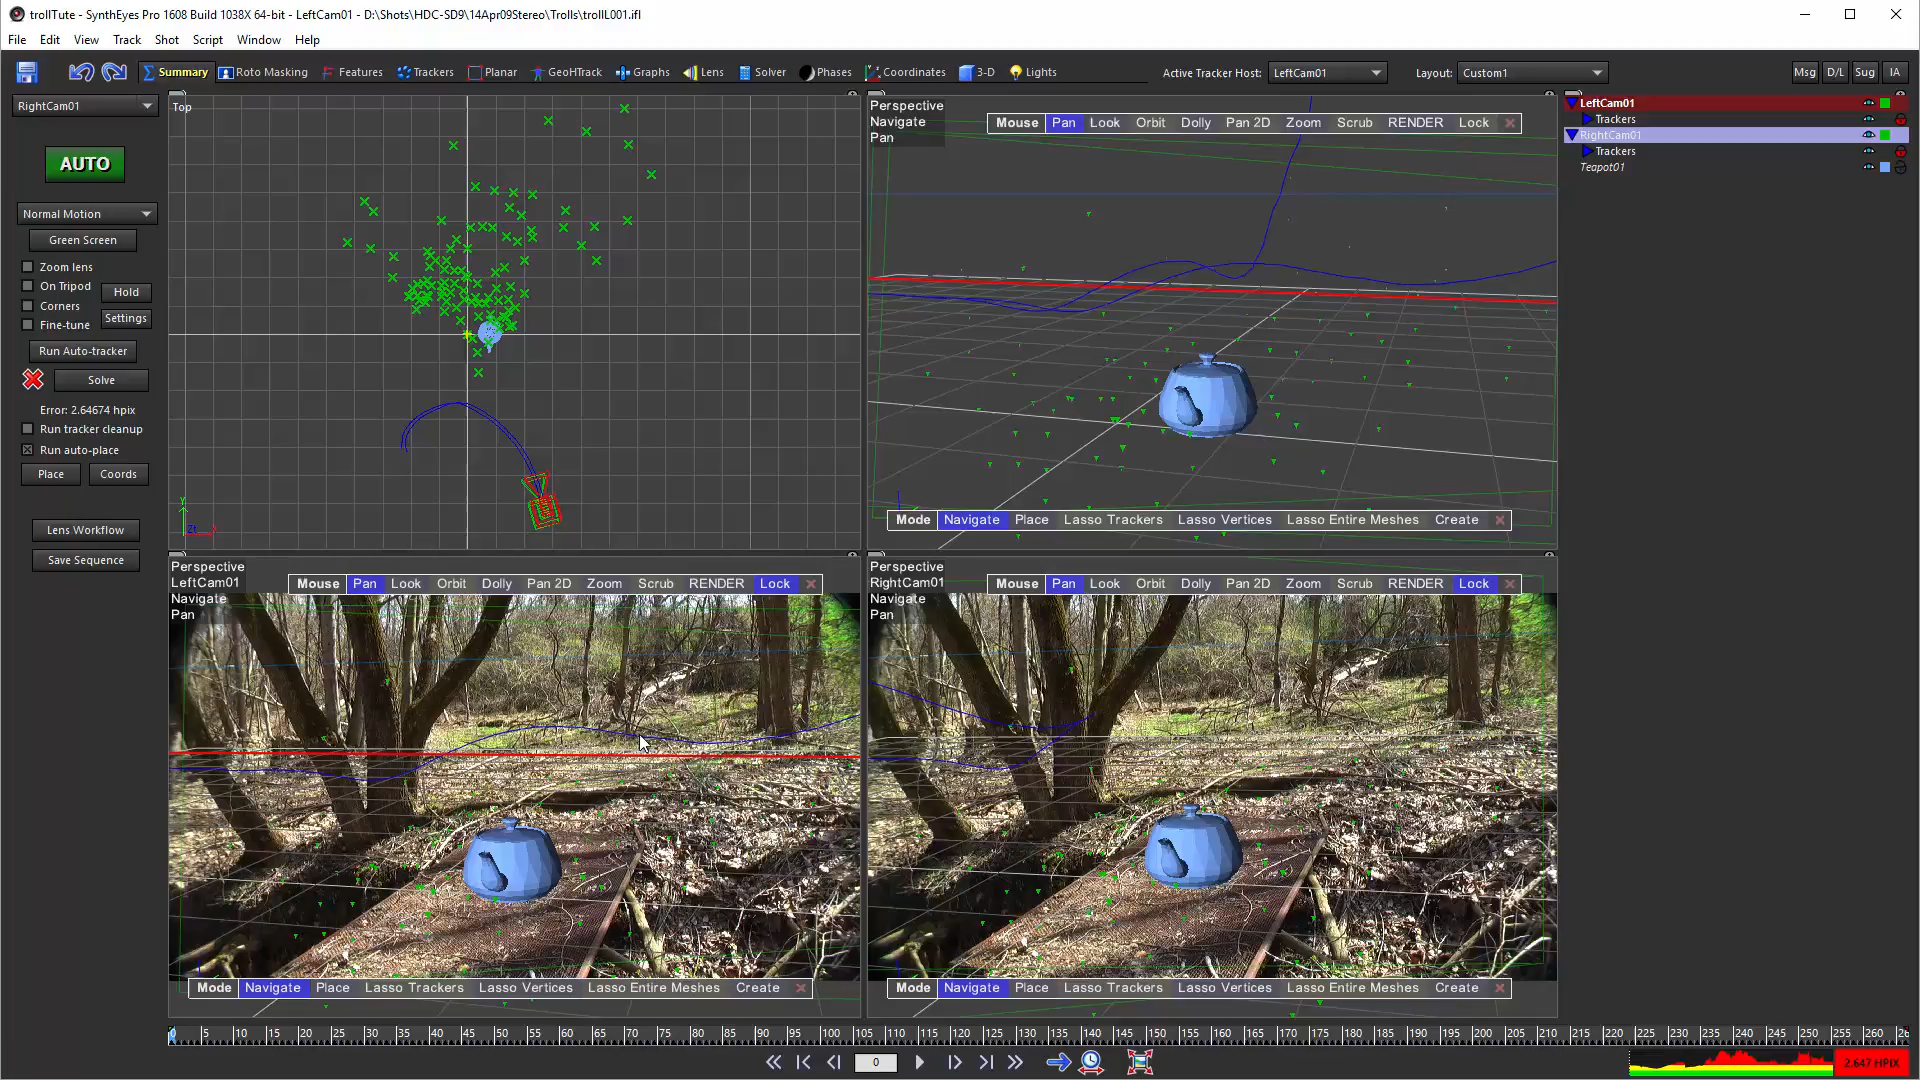 trollTute - SynthEyes Pro 1608 Build 1038X 64-bit - LeftCam01 - D:\Shots\HDC-SD9\14Apr09Stereo\Trolls\trollL001.ifl
File Edit View Track Shot Script Window Help
Summary Roto Masking Features Trackers Planar GeoHTrack Graphs Lens Solver Phases Coordinates 3-D Lights Active Tracker Host: LeftCam01 Layout: Custom1 Msg D/L Sug IA
RightCam01
AUTO
Normal Motion
Green Screen
Zoom lens
On Tripod
Hold
Corners
Settings
Fine-tune
Run Auto-tracker
Solve
Error: 2.64674 hpix
Run tracker cleanup
Run auto-place
Place Coords
Lens Workflow
Save Sequence
Top
Y
Perspective
Navigate
Pan
Mouse Pan Look Orbit Dolly Pan 2D Zoom Scrub RENDER Lock
Mode Navigate Place Lasso Trackers Lasso Vertices Lasso Entire Meshes Create
LeftCam01
Trackers
RightCam01
Trackers
Teapot01
Perspective
LeftCam01
Navigate
Pan
Mouse Pan Look Orbit Dolly Pan 2D Zoom Scrub RENDER Lock
Mode Navigate Place Lasso Trackers Lasso Vertices Lasso Entire Meshes Create
Perspective
RightCam01
Navigate
Pan
Mouse Pan Look Orbit Dolly Pan 2D Zoom Scrub RENDER Lock
Mode Navigate Place Lasso Trackers Lasso Vertices Lasso Entire Meshes Create
5 10 15 20 25 30 35 40 45 50 55 60 65 70 75 80 85 90 95 100 105 110 115 120 125 130 135 140 145 150 155 160 165 170 175 180 185 190 195 200 205 210 215 220 225 230 235 240 245 250 255 260
0
2.647 HPIX